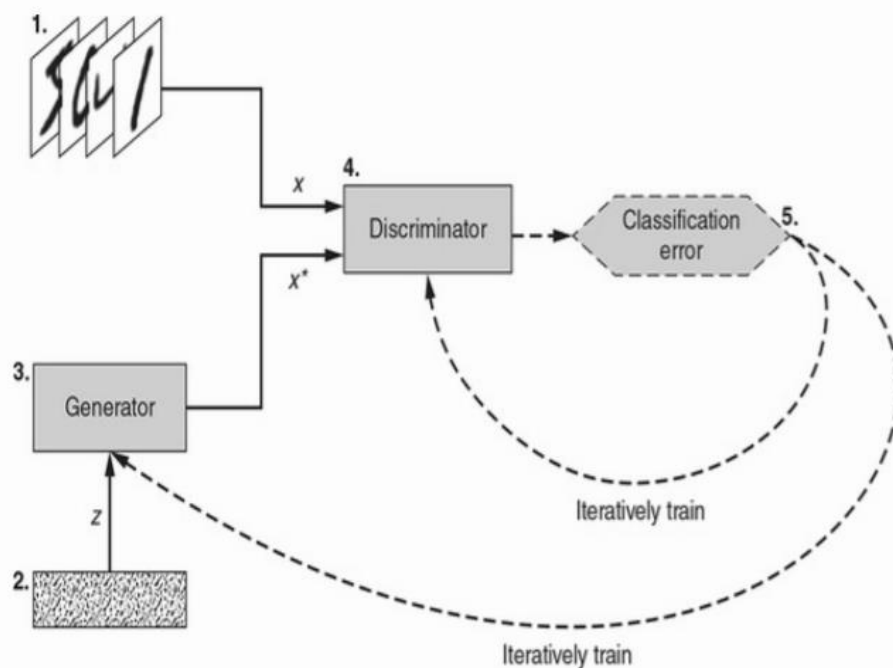 1.
x
4.
Discriminator
Classification
error
5.
x*
3.
Generator
Iteratively train
z
2.
Iteratively train